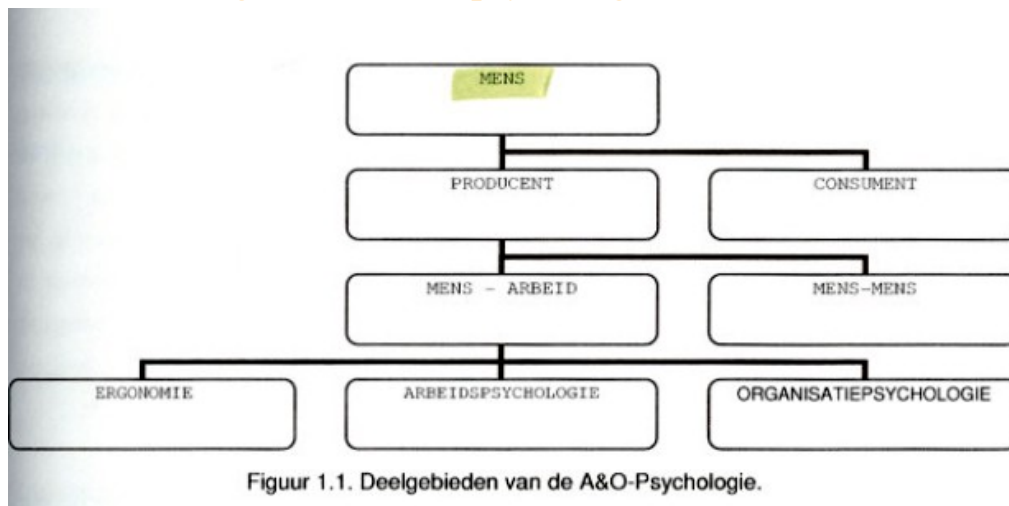 MENS
PRODUCENT CONSUMENT
MENS - ARBEID MENS-MENS
ERGONOMIE ARBEIDSPSYCHOLOGIE ORGANISATIEPSYCHOLOGIE
Figuur 1.1. Deelgebieden van de A&O-Psychologie.